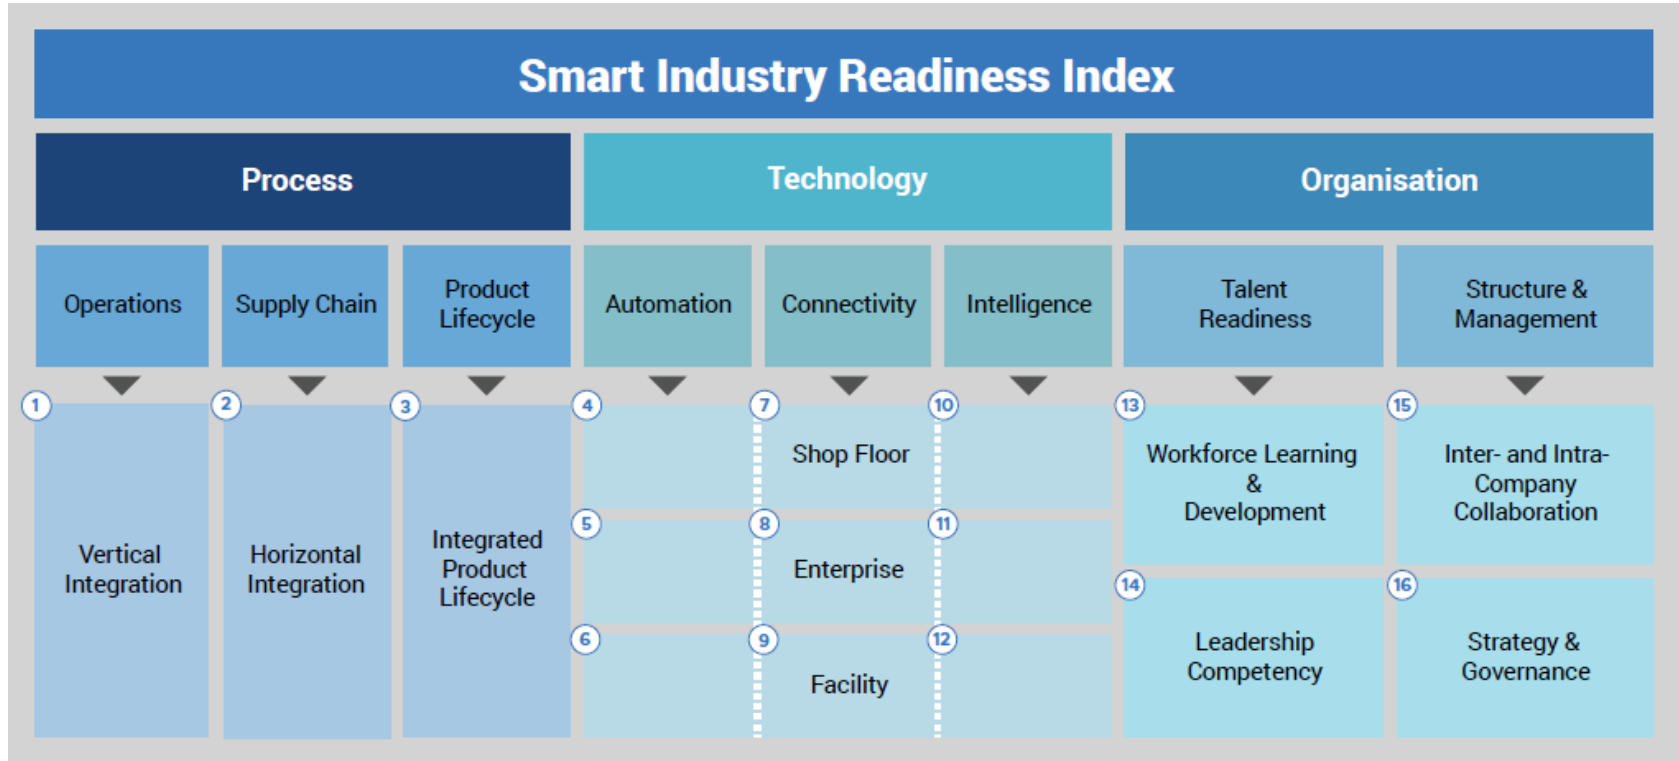 Smart Industry Readiness Index
Process
Technology
Organisation
Operations
Supply Chain
Product
Lifecycle
Automation
Connectivity
Intelligence
Talent
Readiness
Structure &
Management
1
Vertical
Integration
2
Horizontal
Integration
3
Integrated
Product
Lifecycle
4
7
10
Shop Floor
5
8
11
Enterprise
6
9
12
Facility
13
Workforce Learning
&
Development
14
Leadership
Competency
15
Inter- and Intra-
Company
Collaboration
16
Strategy &
Governance